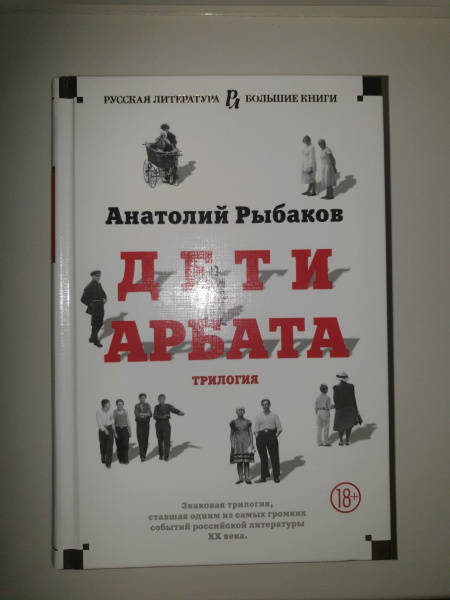 РУССКАЯ ЛИТЕРАТУРА РЛ БОЛЬШИЕ КНИГИ
Анатолий Рыбаков
ДЕТИ
АРБАТА
ТРИЛОГИЯ
18+
Знаковая трилогия,
ставшая одним из самых громких
событий российской литературы
XX века.